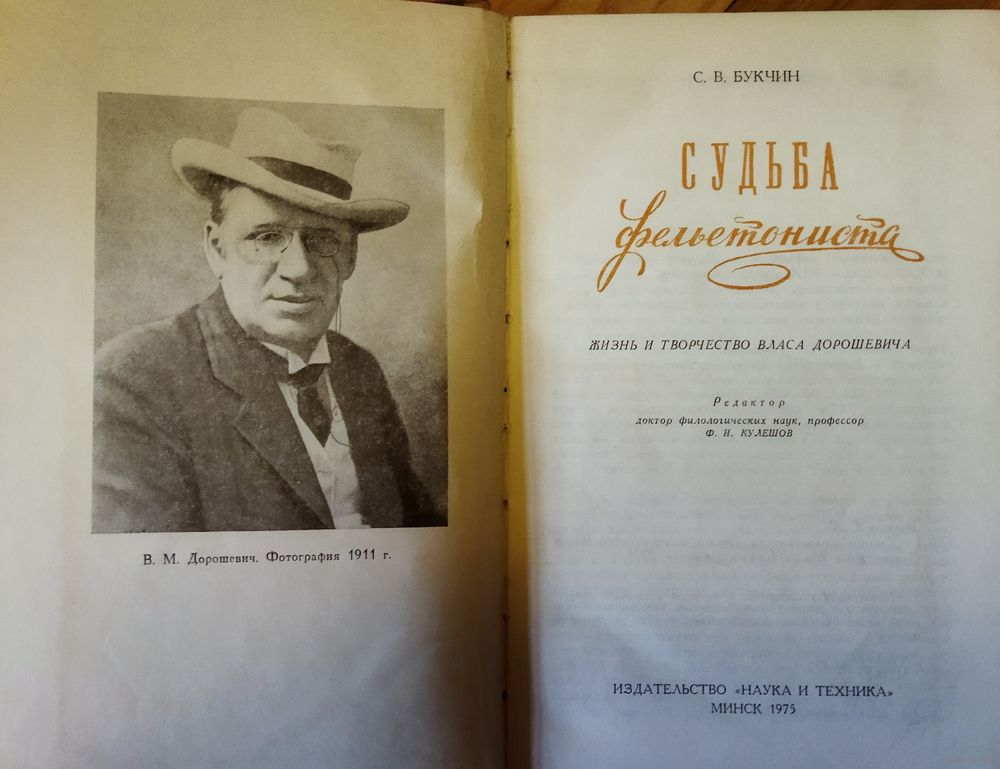 В. М. Дорошевич. Фотография 1911 г.
С. В. БУКЧИН
СУДЬБА
фельетониста
ЖИЗНЬ И ТВОРЧЕСТВО ВЛАСА ДОРОШЕВИЧА
Редактор
доктор филологических наук, профессор
Ф. И. КУЛЕШОВ
ИЗДАТЕЛЬСТВО «НАУКА И ТЕХНИКА»
МИНСК 1975